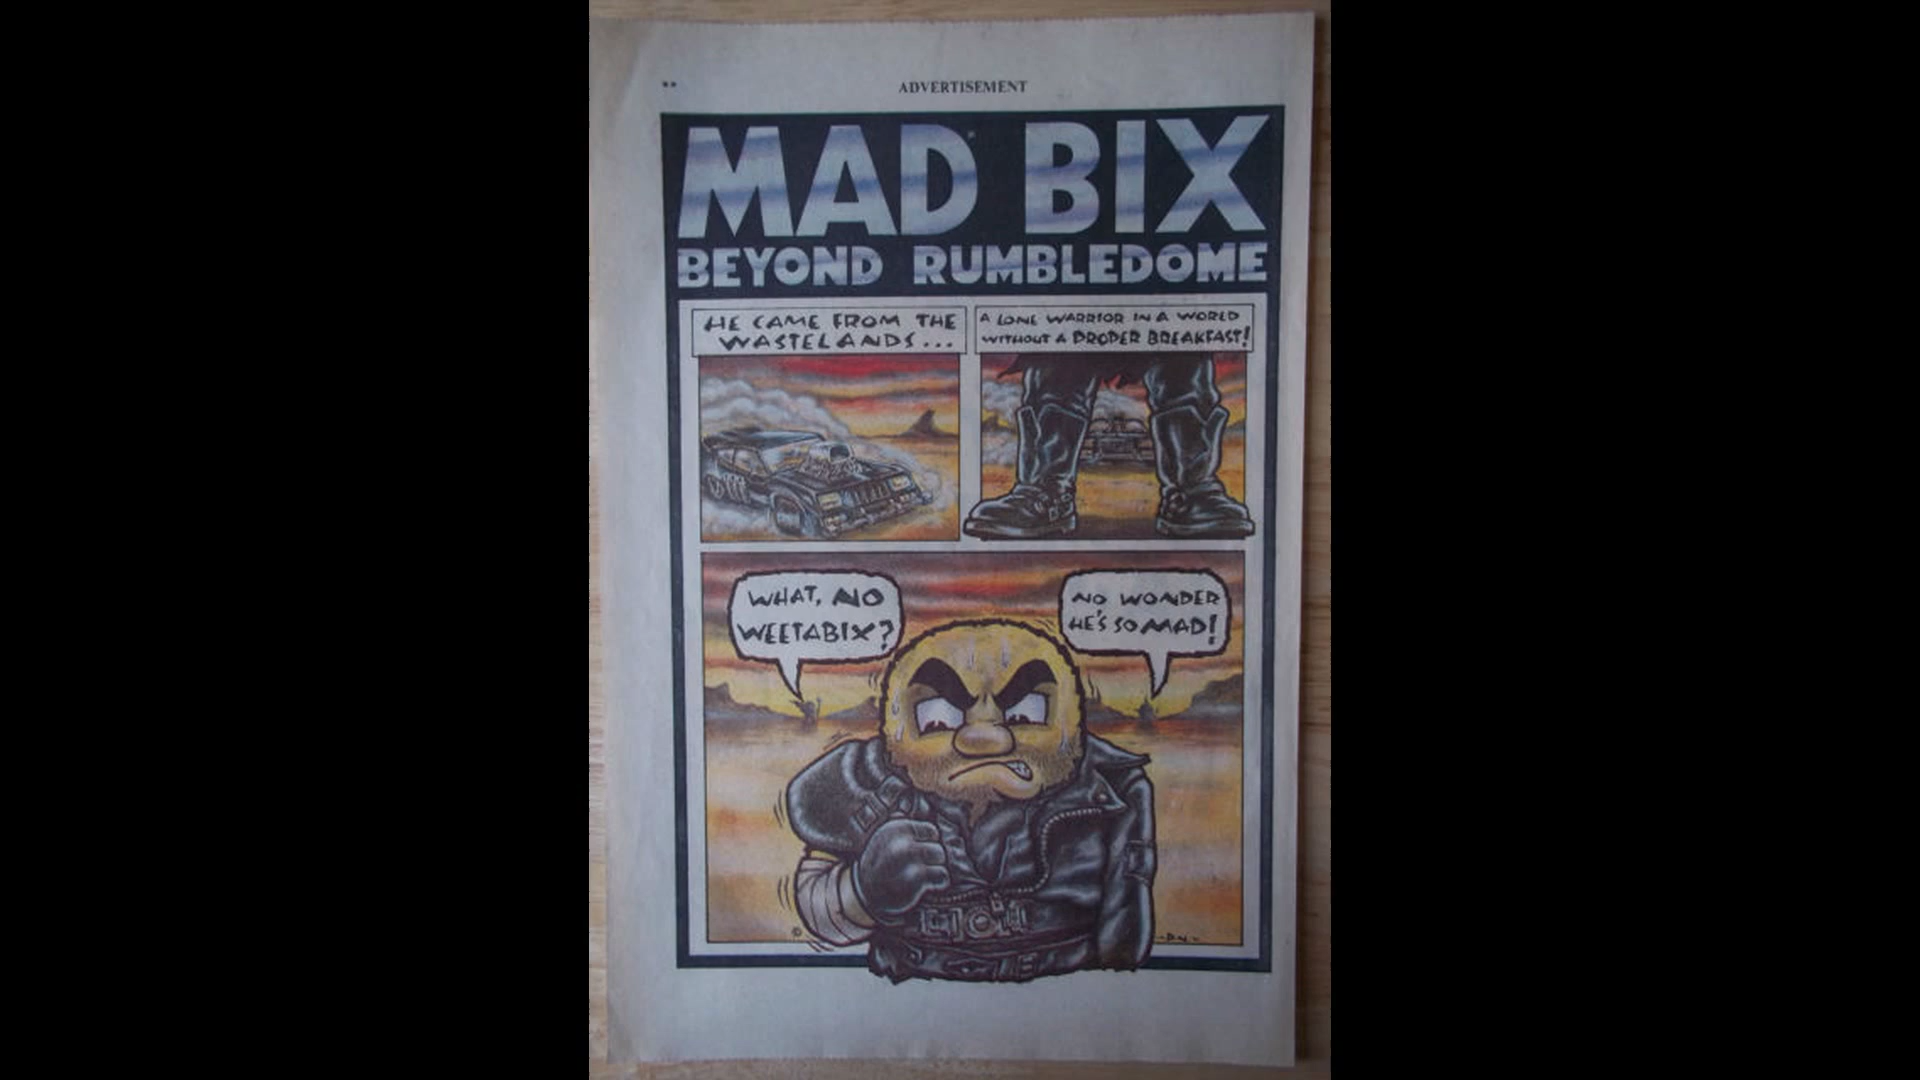 ADVERTISEMENT
MAD BIX
BEYOND RUMBLEDOME
HE CAME FROM THE
WASTELANDS...
A LONE WARRIOR IN A WORLD
WITHOUT A PROPER BREAKFAST!
WHAT, NO
WEETABIX?
NO WONDER
HE'S SO MAD!
©